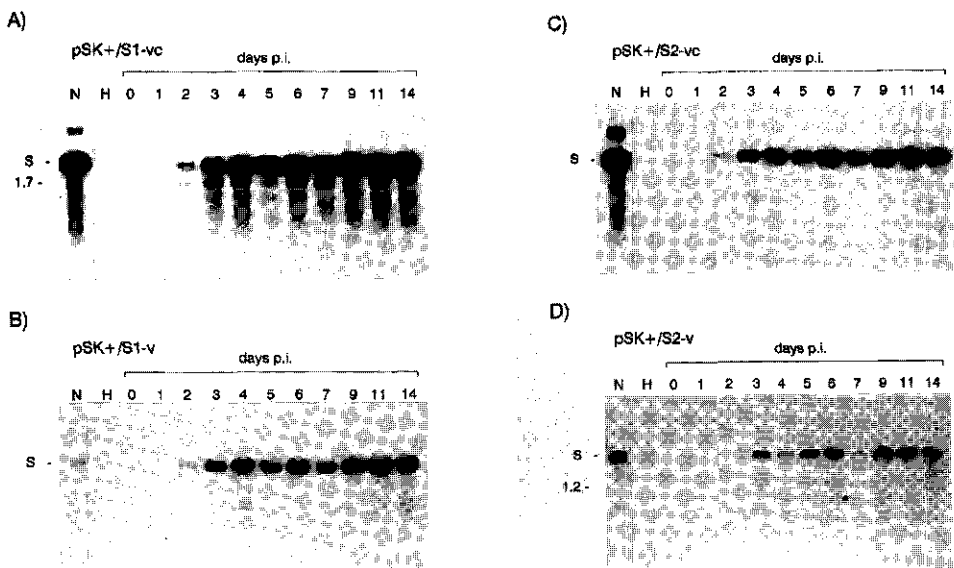 A)
pSK+/S1-vc
days p.i.
N H 0 1 2 3 4 5 6 7 9 11 14
S -
1.7 -
B)
pSK+/S1-v
days p.i.
N H 0 1 2 3 4 5 6 7 9 11 14
S -
C)
pSK+/S2-vc
days p.i.
N H 0 1 2 3 4 5 6 7 9 11 14
S -
D)
pSK+/S2-v
days p.i.
N H 0 1 2 3 4 5 6 7 9 11 14
S -
1.2 -